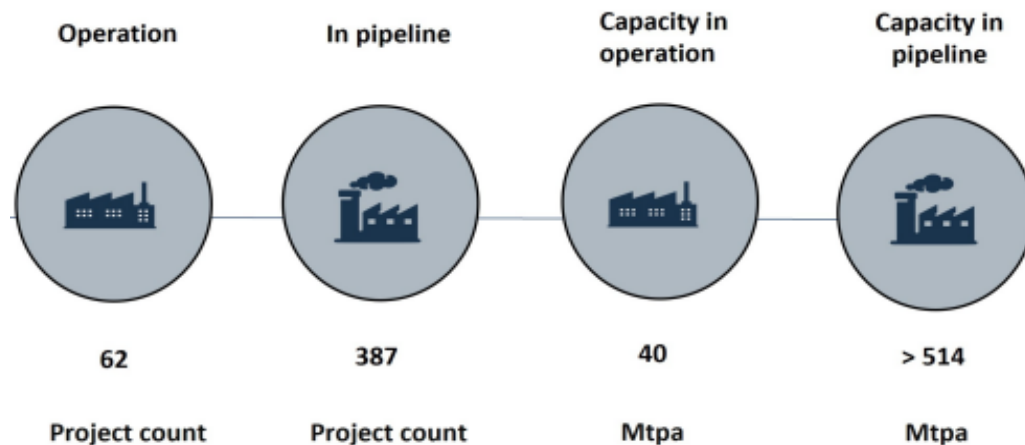 Operation
In pipeline
Capacity in
operation
Capacity in
pipeline
62
387
40
> 514
Project count
Project count
Mtpa
Mtpa